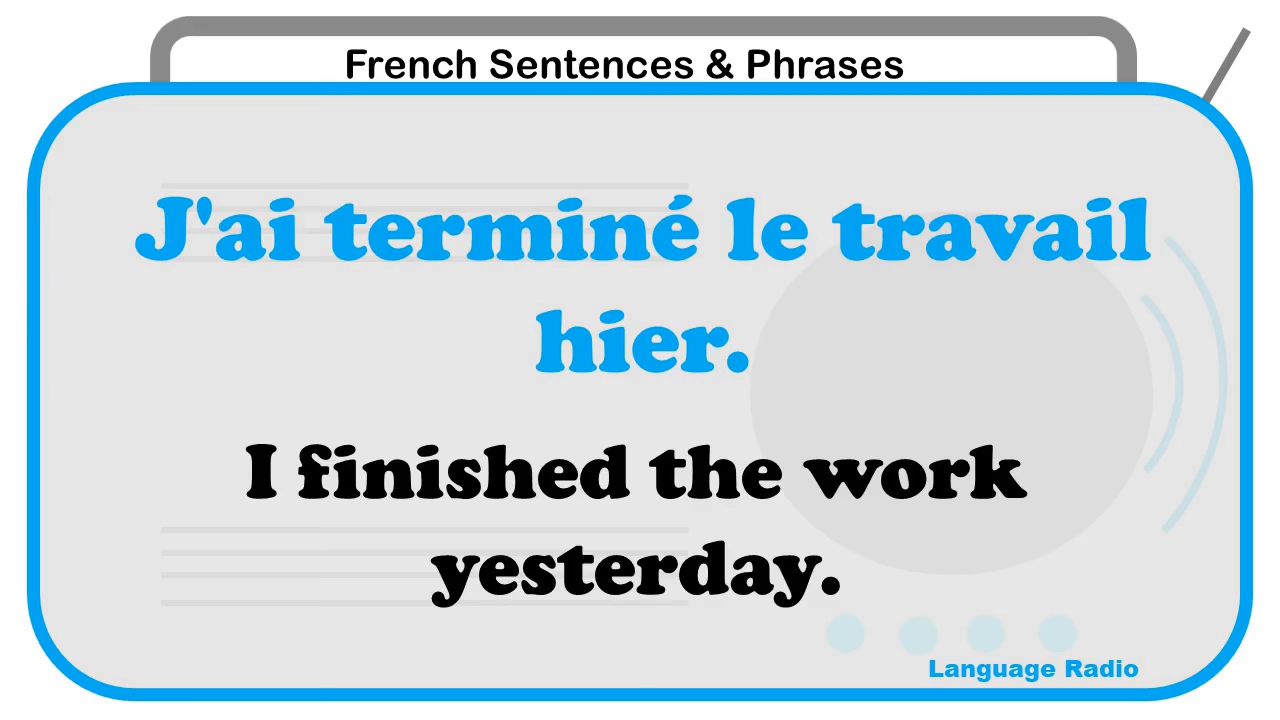 French Sentences & Phrases
J'ai terminé le travail
hier.
I finished the work
yesterday.
Language Radio